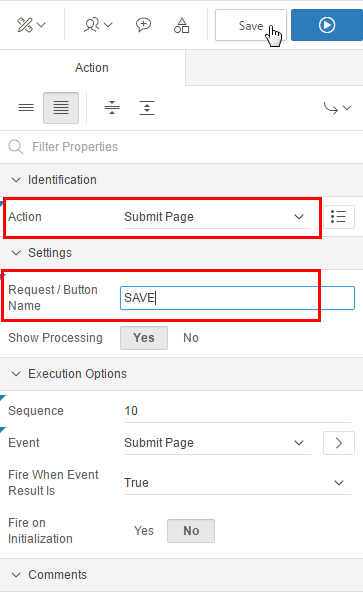 Save
Action
Filter Properties
Identification
Action Submit Page
Settings
Request / Button
Name
SAVE
Show Processing Yes No
Execution Options
Sequence 10
Event Submit Page
Fire When Event
Result Is
True
Fire on
Initialization
Yes No
Comments